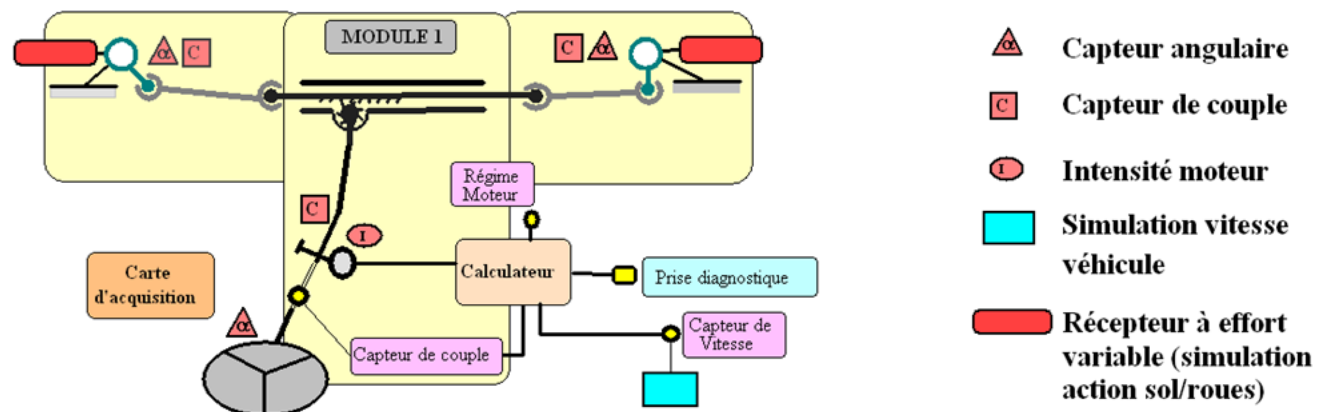 MODULE 1
α
C
C
α
C
I
α
Régime
Moteur
Calculateur
Prise diagnostique
Carte
d'acquisition
Capteur de
Vitesse
Capteur de couple
α
Capteur angulaire
C
Capteur de couple
I
Intensité moteur
Simulation vitesse
véhicule
Récepteur à effort
variable (simulation
action sol/roues)